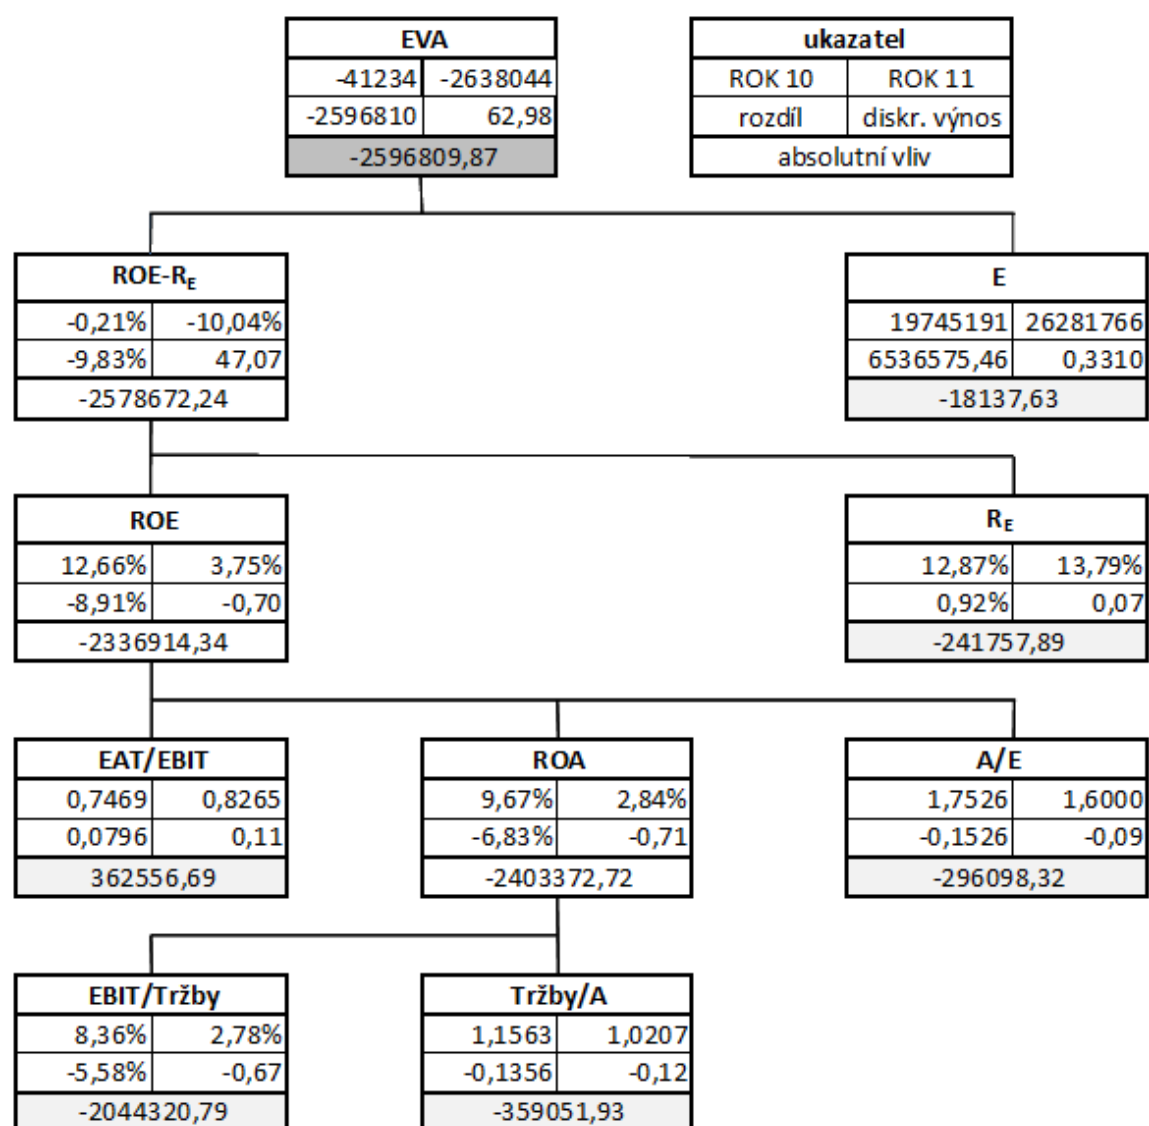 EVA
-41234 -2638044
-2596810 62,98
-2596809,87
ukazatel
ROK 10 ROK 11
rozdíl diskr. výnos
absolutní vliv
ROE-RE
-0,21% -10,04%
-9,83% 47,07
-2578672,24
E
19745191 26281766
6536575,46 0,3310
-18137,63
ROE
12,66% 3,75%
-8,91% -0,70
-2336914,34
RE
12,87% 13,79%
0,92% 0,07
-241757,89
EAT/EBIT
0,7469 0,8265
0,0796 0,11
362556,69
ROA
9,67% 2,84%
-6,83% -0,71
-2403372,72
A/E
1,7526 1,6000
-0,1526 -0,09
-296098,32
EBIT/Tržby
8,36% 2,78%
-5,58% -0,67
-2044320,79
Tržby/A
1,1563 1,0207
-0,1356 -0,12
-359051,93